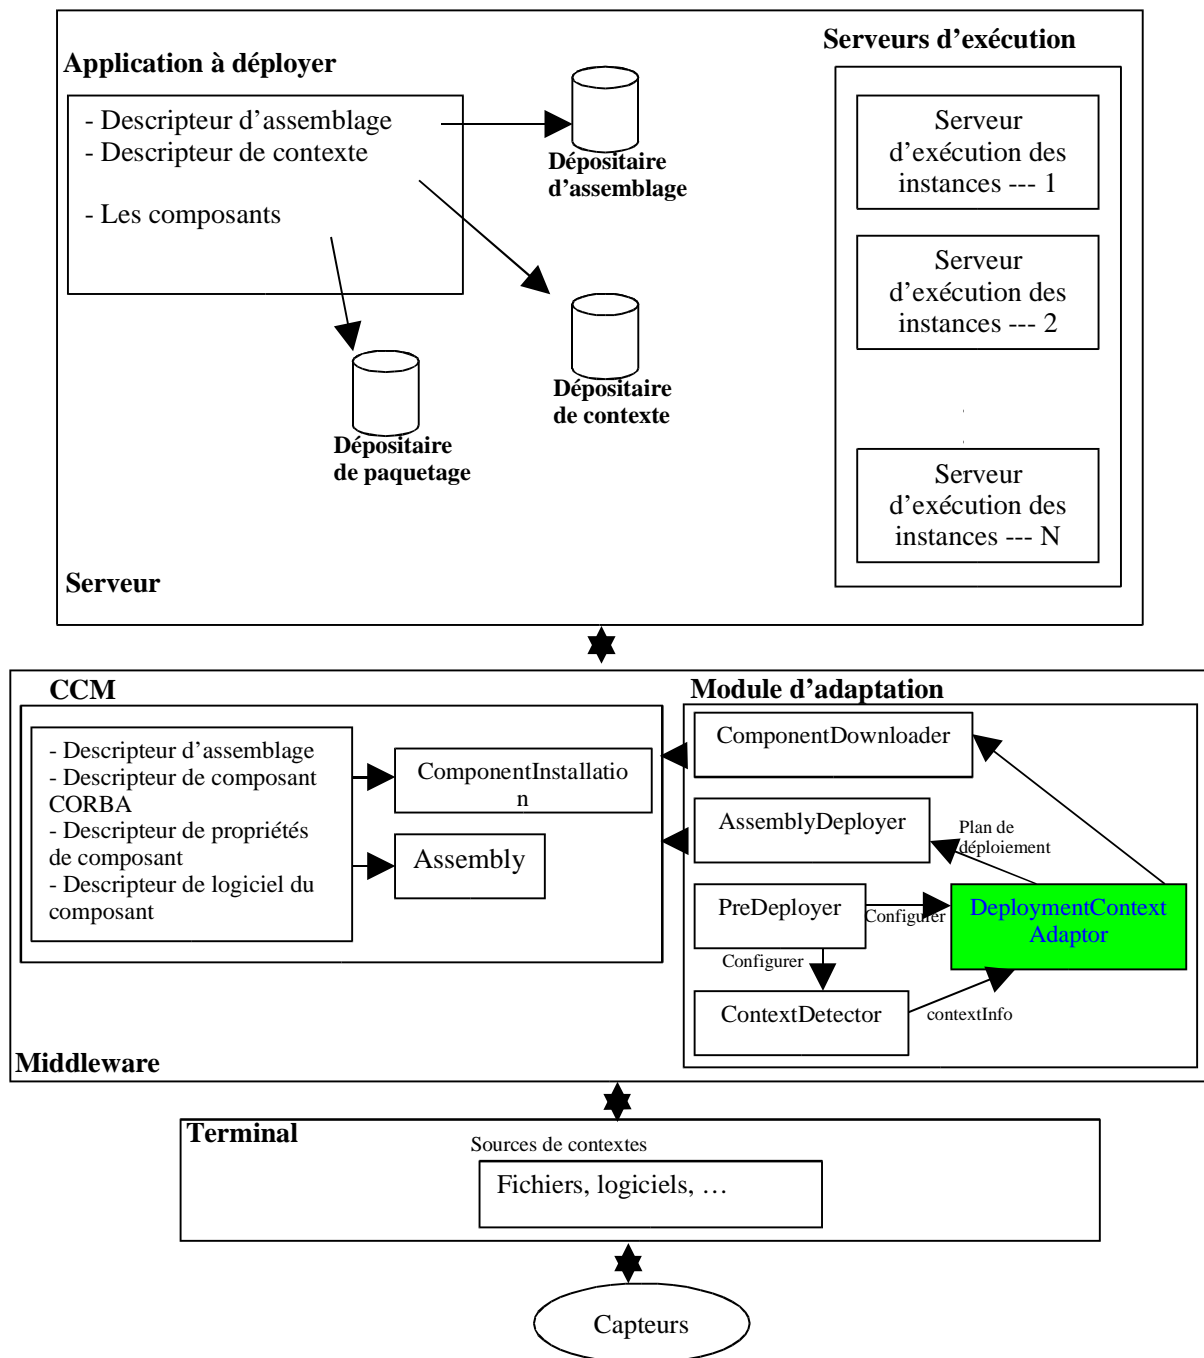 Serveurs d’exécution
Application à déployer
- Descripteur d’assemblage
- Descripteur de contexte
- Les composants
Dépositaire
d’assemblage
Dépositaire
de contexte
Dépositaire
de paquetage
Serveur
d’exécution des
instances --- 1
Serveur
d’exécution des
instances --- 2
Serveur
d’exécution des
instances --- N
Serveur
CCM
- Descripteur d’assemblage
- Descripteur de composant
CORBA
- Descripteur de propriétés
de composant
- Descripteur de logiciel du
composant
ComponentInstallatio
n
Assembly
Module d’adaptation
ComponentDownloader
AssemblyDeployer
Plan de
déploiement
PreDeployer
Configurer
DeploymentContext
Adaptor
Configurer
ContextDetector
contextInfo
Middleware
Terminal
Sources de contextes
Fichiers, logiciels, …
Capteurs